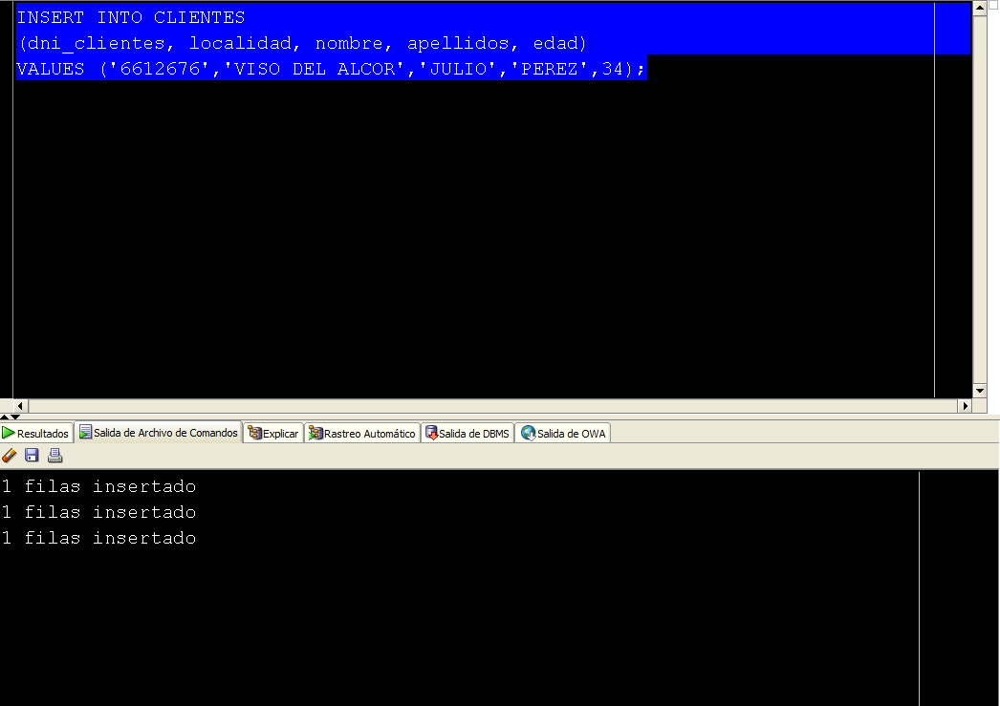 INSERT INTO CLIENTES
(dni_clientes, localidad, nombre, apellidos, edad)
VALUES ('6612676','VISO DEL ALCOR','JULIO','PEREZ',34);
Resultados Salida de Archivo de Comandos Explicar Rastreo Automático Salida de DBMS Salida de OWA
1 filas insertado
1 filas insertado
1 filas insertado